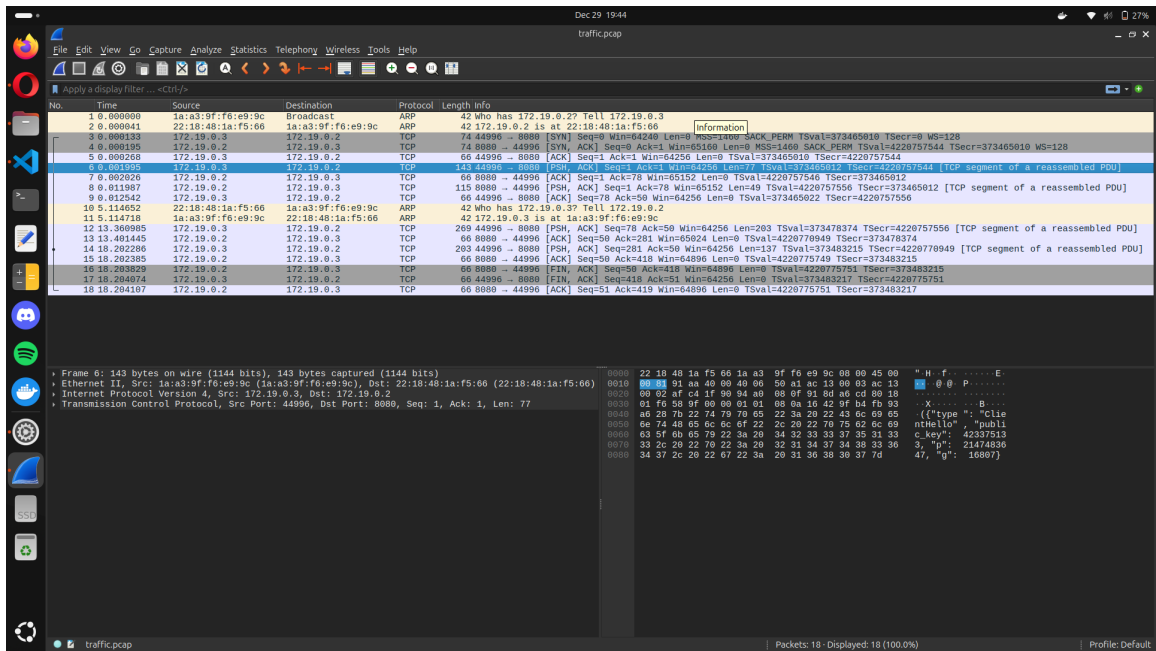 Dec 29 19:44
27%
traffic.pcap
File Edit View Go Capture Analyze Statistics Telephony Wireless Tools Help
Apply a display filter … <Ctrl-/>
No. Time Source Destination Protocol Length Info
1 0.000000 1a:a3:9f:f6:e9:9c Broadcast ARP 42 Who has 172.19.0.2? Tell 172.19.0.3
2 0.000041 22:18:48:1a:f5:66 1a:a3:9f:f6:e9:9c ARP 42 172.19.0.2 is at 22:18:48:1a:f5:66
Information
3 0.000133 172.19.0.3 172.19.0.2 TCP 74 44996 → 8080 [SYN] Seq=0 Win=64240 Len=0 MSS=1460 SACK_PERM TSval=373465010 TSecr=0 WS=128
4 0.000195 172.19.0.2 172.19.0.3 TCP 74 8080 → 44996 [SYN, ACK] Seq=0 Ack=1 Win=65160 Len=0 MSS=1460 SACK_PERM TSval=4220757544 TSecr=373465010 WS=128
5 0.000268 172.19.0.3 172.19.0.2 TCP 66 44996 → 8080 [ACK] Seq=1 Ack=1 Win=64256 Len=0 TSval=373465010 TSecr=4220757544
6 0.001995 172.19.0.3 172.19.0.2 TCP 143 44996 → 8080 [PSH, ACK] Seq=1 Ack=1 Win=64256 Len=77 TSval=373465012 TSecr=4220757544 [TCP segment of a reassembled PDU]
7 0.002026 172.19.0.2 172.19.0.3 TCP 66 8080 → 44996 [ACK] Seq=1 Ack=78 Win=65152 Len=0 TSval=4220757546 TSecr=373465012
8 0.011987 172.19.0.2 172.19.0.3 TCP 115 8080 → 44996 [PSH, ACK] Seq=1 Ack=78 Win=65152 Len=49 TSval=4220757556 TSecr=373465012 [TCP segment of a reassembled PDU]
9 0.012542 172.19.0.3 172.19.0.2 TCP 66 44996 → 8080 [ACK] Seq=78 Ack=50 Win=64256 Len=0 TSval=373465022 TSecr=4220757556
10 5.114652 22:18:48:1a:f5:66 1a:a3:9f:f6:e9:9c ARP 42 Who has 172.19.0.3? Tell 172.19.0.2
11 5.114718 1a:a3:9f:f6:e9:9c 22:18:48:1a:f5:66 ARP 42 172.19.0.3 is at 1a:a3:9f:f6:e9:9c
12 13.360985 172.19.0.3 172.19.0.2 TCP 269 44996 → 8080 [PSH, ACK] Seq=78 Ack=50 Win=64256 Len=203 TSval=373478374 TSecr=4220757556 [TCP segment of a reassembled PDU]
13 13.401445 172.19.0.2 172.19.0.3 TCP 66 8080 → 44996 [ACK] Seq=50 Ack=281 Win=65024 Len=0 TSval=4220770949 TSecr=373478374
14 18.202286 172.19.0.3 172.19.0.2 TCP 203 44996 → 8080 [PSH, ACK] Seq=281 Ack=50 Win=64256 Len=137 TSval=373483215 TSecr=4220770949 [TCP segment of a reassembled PDU]
15 18.202385 172.19.0.2 172.19.0.3 TCP 66 8080 → 44996 [ACK] Seq=50 Ack=418 Win=64896 Len=0 TSval=4220775749 TSecr=373483215
16 18.203829 172.19.0.2 172.19.0.3 TCP 66 8080 → 44996 [FIN, ACK] Seq=50 Ack=418 Win=64896 Len=0 TSval=4220775751 TSecr=373483215
17 18.204074 172.19.0.3 172.19.0.2 TCP 66 44996 → 8080 [FIN, ACK] Seq=418 Ack=51 Win=64256 Len=0 TSval=373483217 TSecr=4220775751
18 18.204107 172.19.0.2 172.19.0.3 TCP 66 8080 → 44996 [ACK] Seq=51 Ack=419 Win=64896 Len=0 TSval=4220775751 TSecr=373483217
Frame 6: 143 bytes on wire (1144 bits), 143 bytes captured (1144 bits)
Ethernet II, Src: 1a:a3:9f:f6:e9:9c (1a:a3:9f:f6:e9:9c), Dst: 22:18:48:1a:f5:66 (22:18:48:1a:f5:66)
Internet Protocol Version 4, Src: 172.19.0.3, Dst: 172.19.0.2
Transmission Control Protocol, Src Port: 44996, Dst Port: 8080, Seq: 1, Ack: 1, Len: 77
0000 22 18 48 1a f5 66 1a a3 9f f6 e9 9c 08 00 45 00 "·H··f·· ······E·
0010 00 81 91 aa 40 00 40 06 50 a1 ac 13 00 03 ac 13 ····@·@· P·······
0020 00 02 af c4 1f 90 94 a0 08 0f 91 8d a6 cd 80 18 ········ ········
0030 01 f6 58 9f 00 00 01 01 08 0a 16 42 9f b4 fb 93 ··X····· ···B····
0040 a6 28 7b 22 74 79 70 65 22 3a 20 22 43 6c 69 65 ·({"type ": "Clie
0050 6e 74 48 65 6c 6c 6f 22 2c 20 22 70 75 62 6c 69 ntHello" , "publi
0060 63 5f 6b 65 79 22 3a 20 34 32 33 33 37 35 31 33 c_key": 42337513
0070 33 2c 20 22 70 22 3a 20 32 31 34 37 34 38 33 36 3, "p": 21474836
0080 34 37 2c 20 22 67 22 3a 20 31 36 38 30 37 7d 47, "g": 16807}
SSD
traffic.pcap
Packets: 18 · Displayed: 18 (100.0%)
Profile: Default